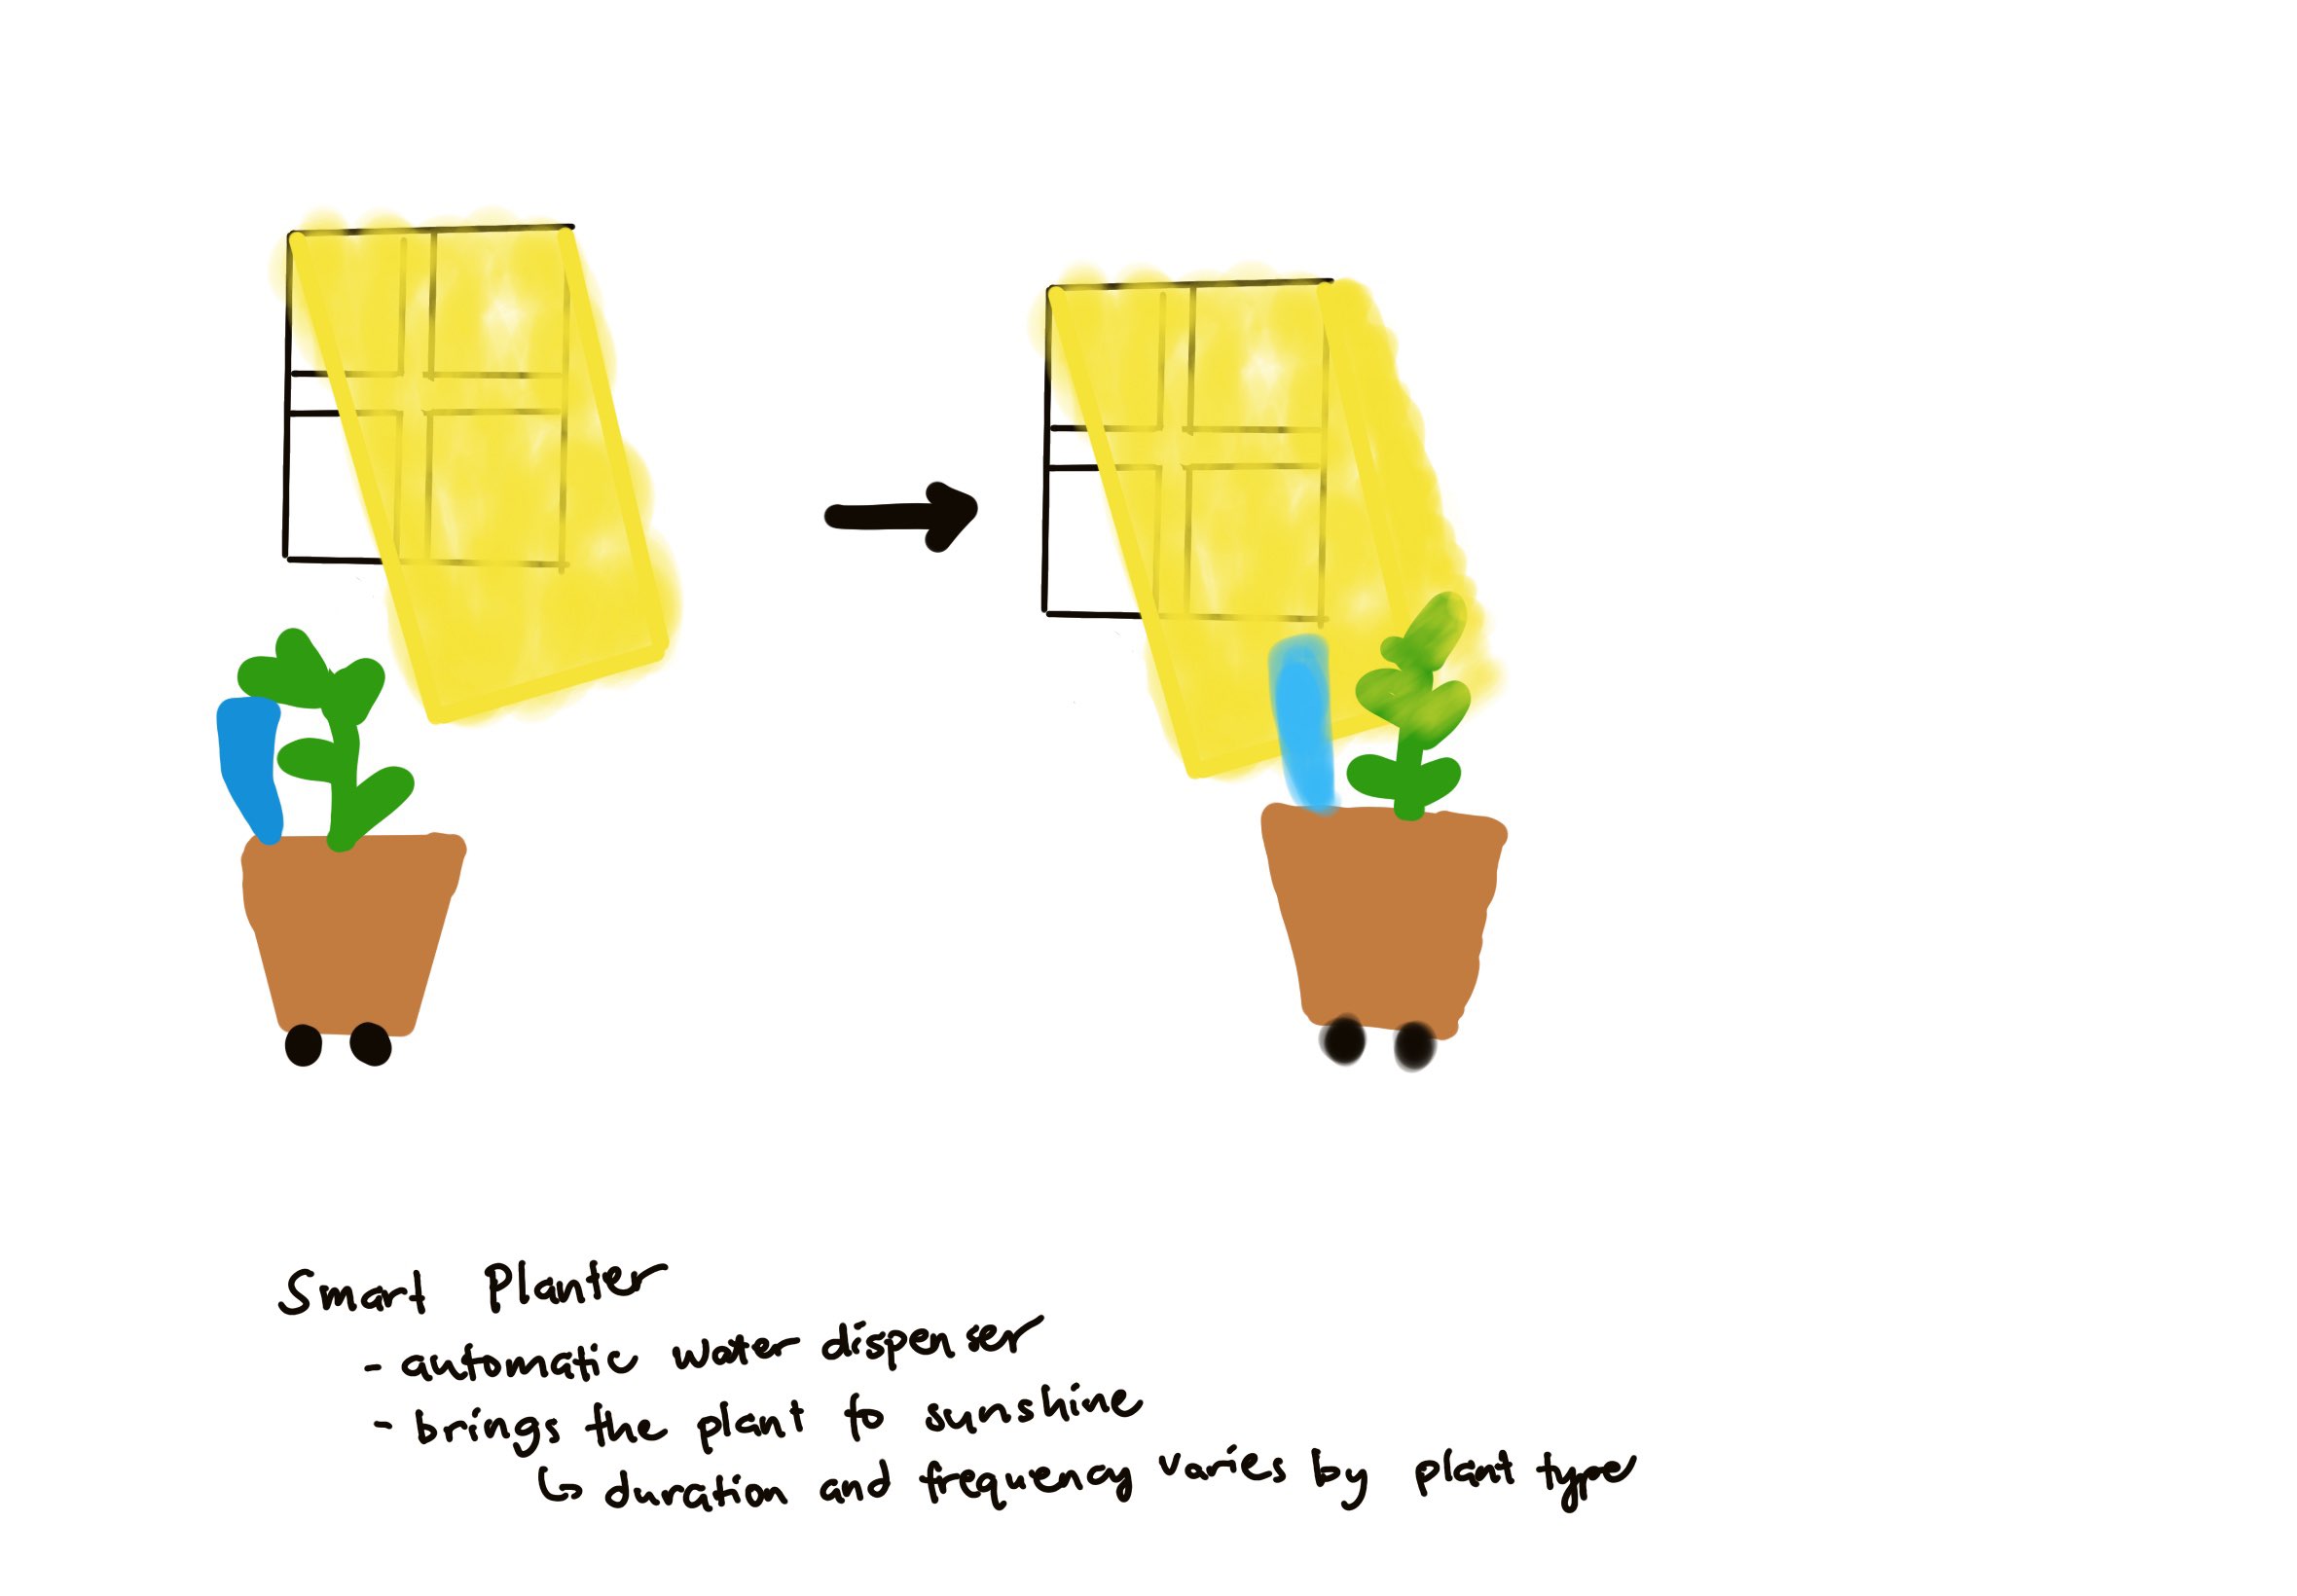 Smart Planter
- automatic water dispenser
- brings the plant to sunshine
↳ duration and frequency varies by plant type